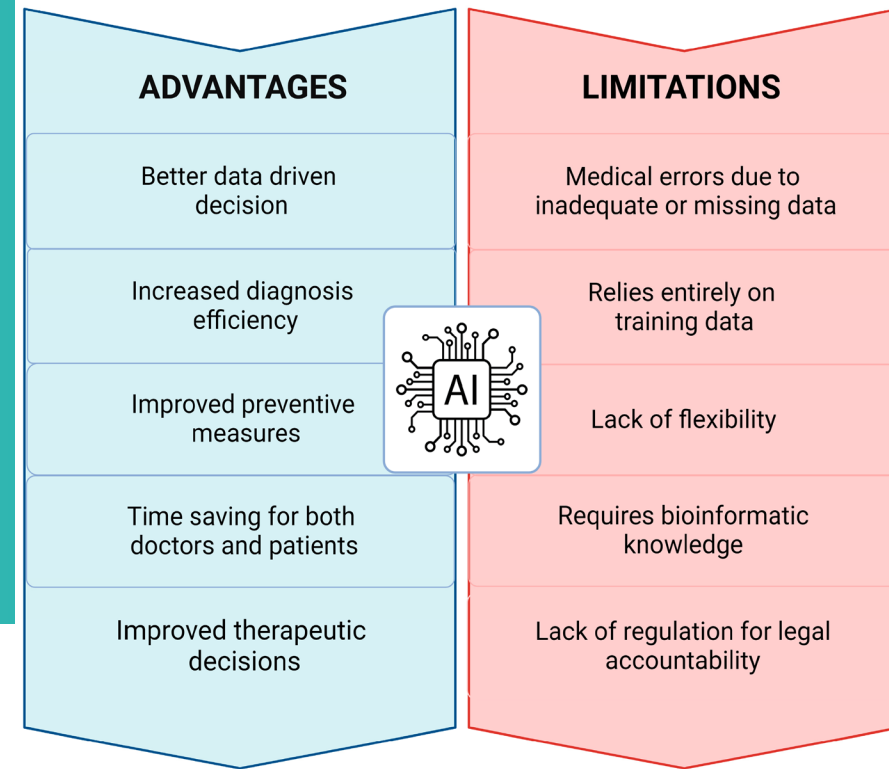 ADVANTAGES
Better data driven
decision
Increased diagnosis
efficiency
Improved preventive
measures
Time saving for both
doctors and patients
Improved therapeutic
decisions
AI
LIMITATIONS
Medical errors due to
inadequate or missing data
Relies entirely on
training data
Lack of flexibility
Requires bioinformatic
knowledge
Lack of regulation for legal
accountability